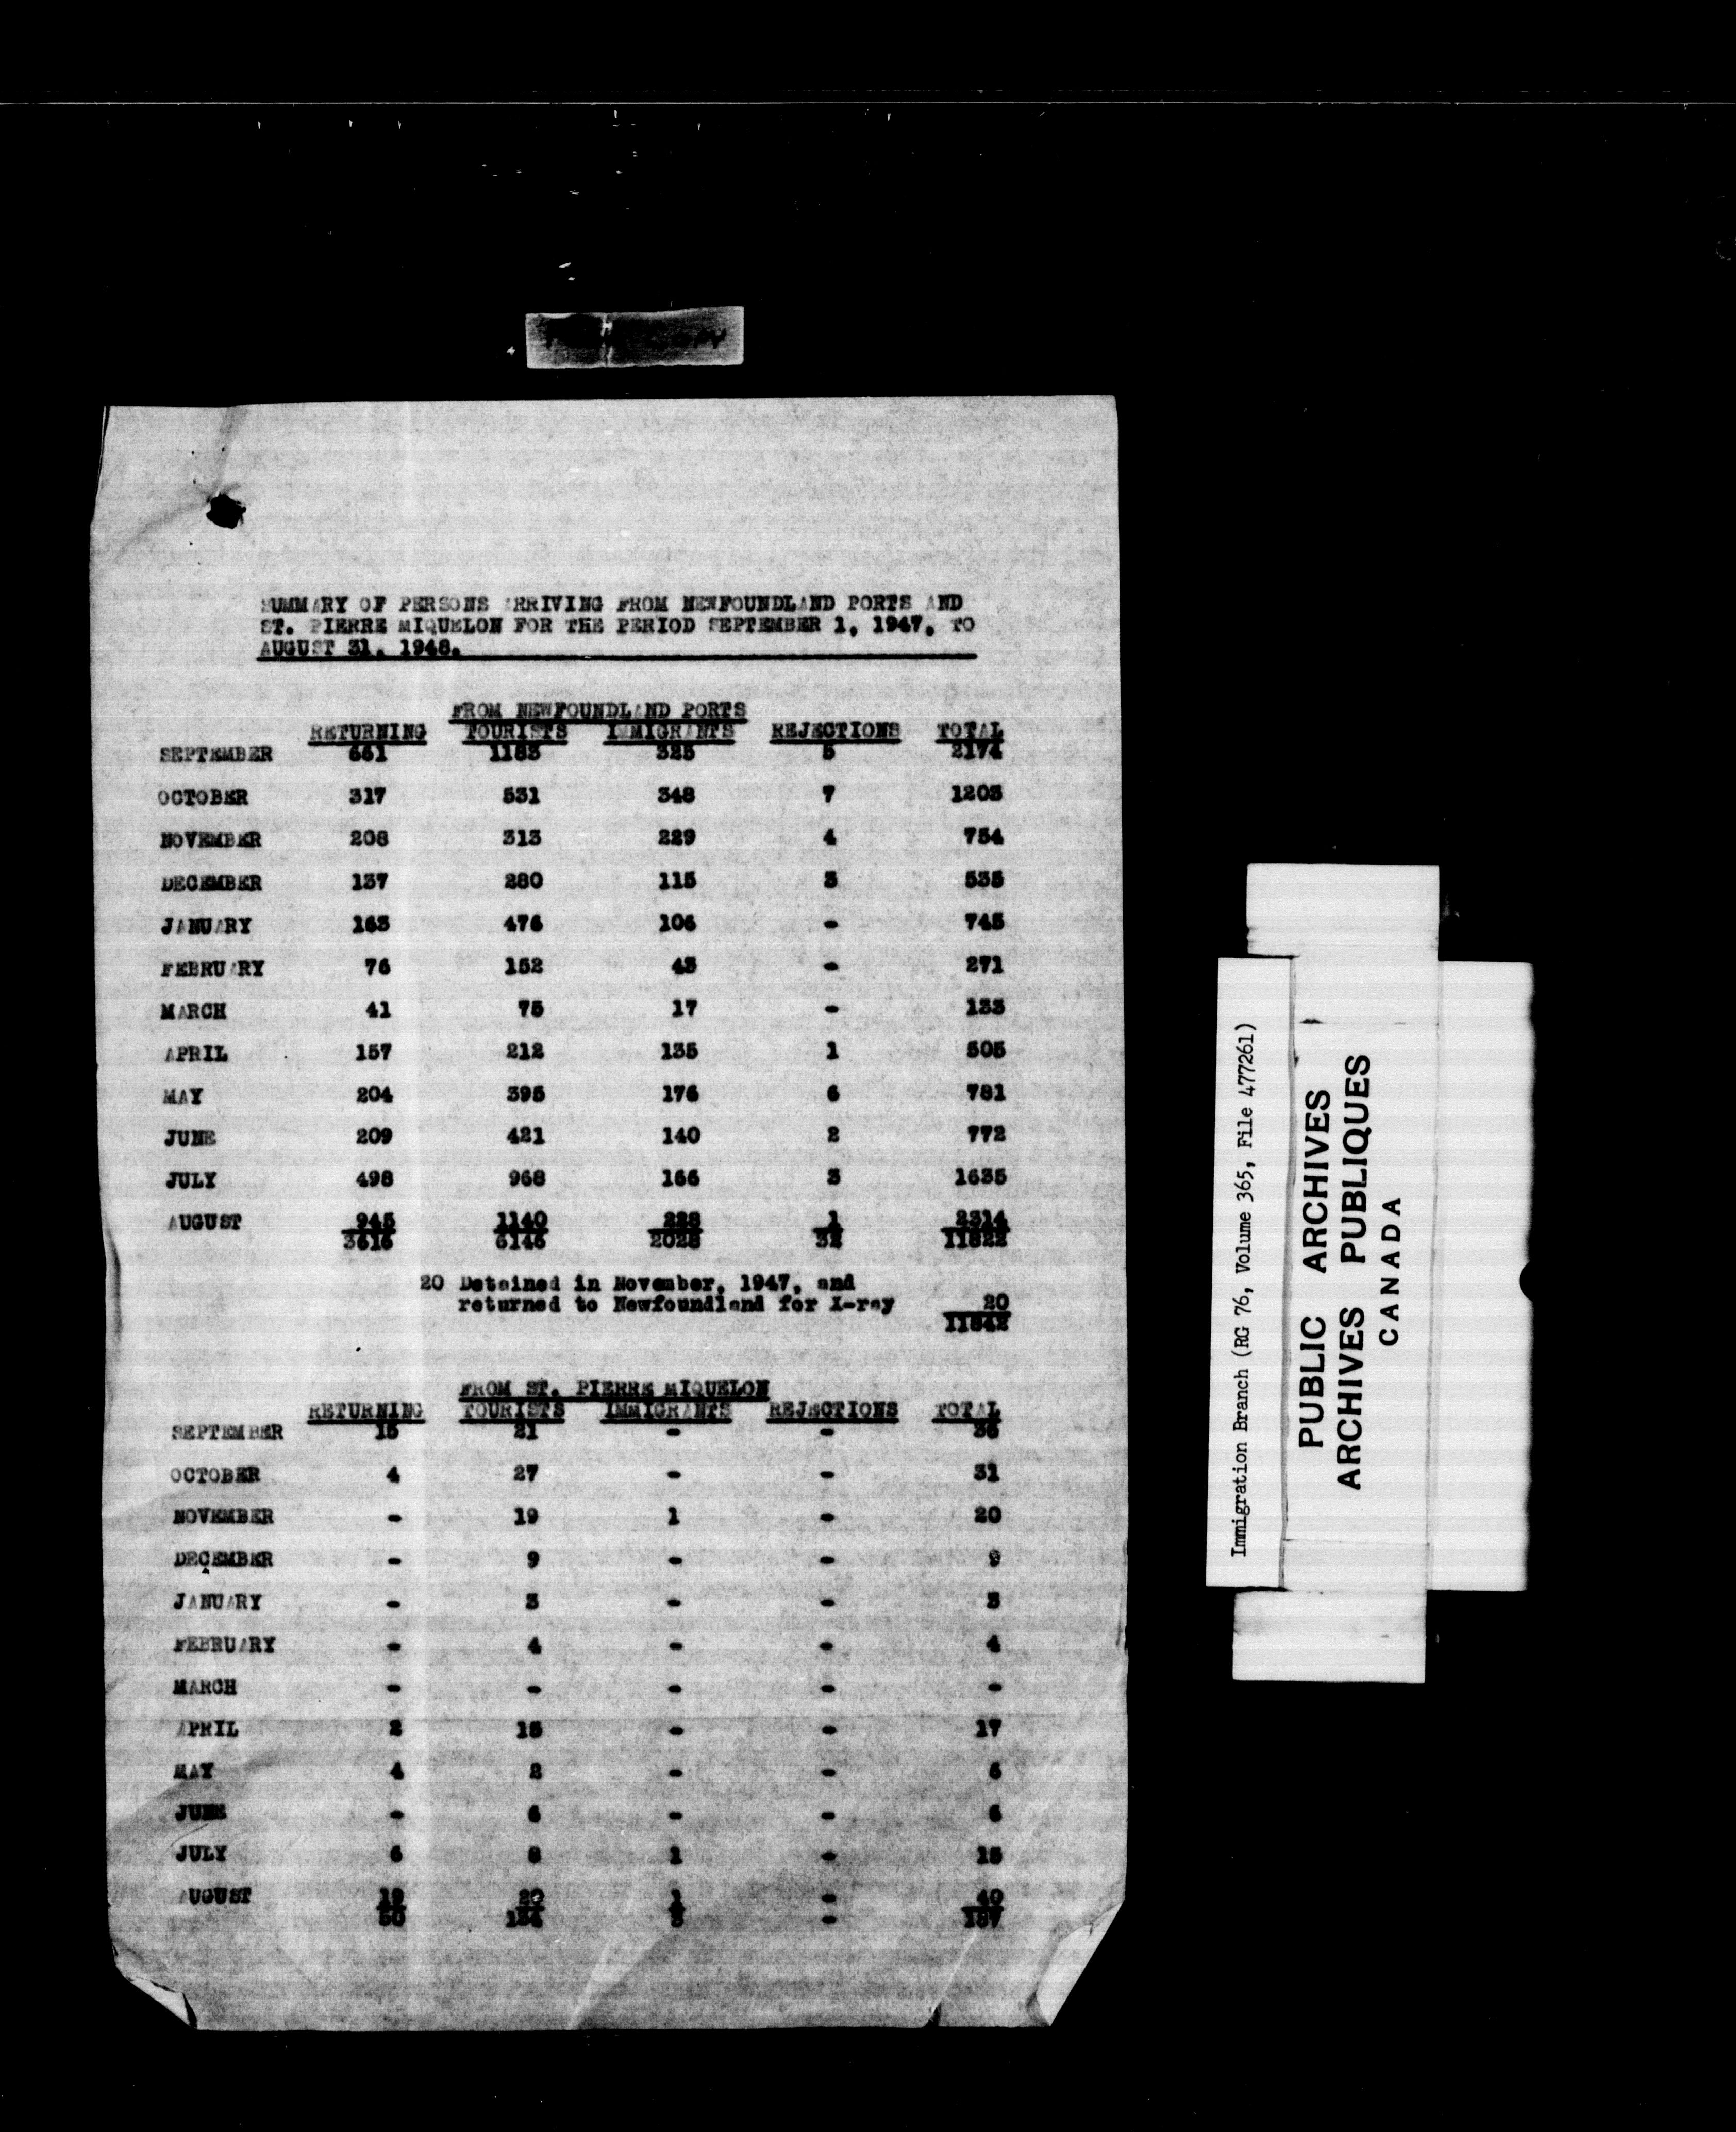 SUMMARY OF PERSONS ARRIVING FROM NEWFOUNDLAND PORTS AND
ST. PIERRE MIQUELON FOR THE PERIOD SEPTEMBER 1, 1947, TO
AUGUST 31, 1948.
FROM NEWFOUNDLAND PORTS
RETURNING TOURISTS IMMIGRANTS REJECTIONS TOTAL
SEPTEMBER 661 1183 325 5 2174
OCTOBER 317 531 348 7 1203
NOVEMBER 208 313 229 4 754
DECEMBER 137 280 115 3 535
JANUARY 163 476 106 - 745
FEBRUARY 76 152 43 - 271
MARCH 41 75 17 - 133
APRIL 157 212 135 1 505
MAY 204 395 176 6 781
JUNE 209 421 140 2 772
JULY 498 968 166 3 1635
AUGUST 945 1140 228 1 2314
3616 6146 2028 32 11822
20 Detained in November, 1947, and
returned to Newfoundland for X-ray 20
11842
FROM ST. PIERRE MIQUELON
RETURNING TOURISTS IMMIGRANTS REJECTIONS TOTAL
SEPTEMBER 15 21 - - 36
OCTOBER 4 27 - - 31
NOVEMBER - 19 1 - 20
DECEMBER - 9 - - 9
JANUARY - 3 - - 3
FEBRUARY - 4 - - 4
MARCH - - - - -
APRIL 2 15 - - 17
MAY 4 2 - - 6
JUNE - 6 - - 6
JULY 6 8 1 - 15
AUGUST 19 20 1 - 40
50 134 3 - 187
Immigration Branch (RG 76, Volume 365, File 477261)
PUBLIC ARCHIVES
ARCHIVES PUBLIQUES
CANADA